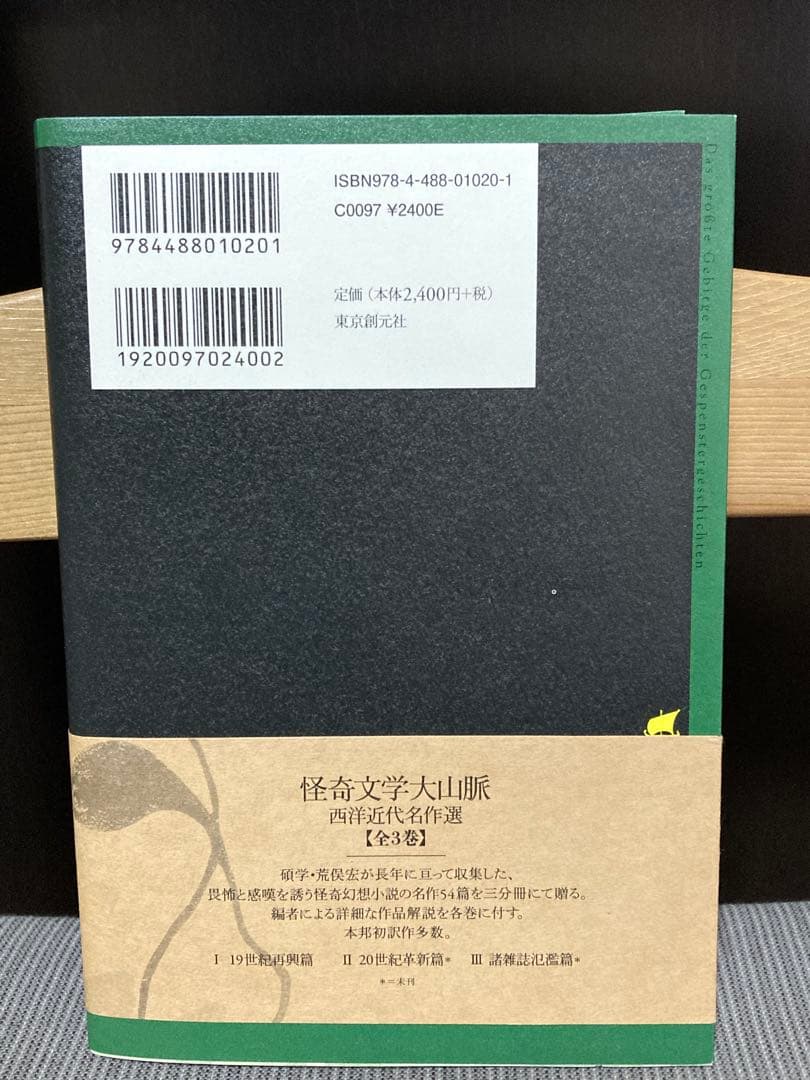 ISBN978-4-488-01020-1
C0097 ¥2400E
9784488010201
定価（本体2,400円+税）
東京創元社
1920097024002
Das größte Gebirge der Gespenstergeschichten
怪奇文学大山脈
西洋近代名作選
【全3巻】
碩学・荒俣宏が長年に亘って収集した、
畏怖と感嘆を誘う怪奇幻想小説の名作54篇を三分冊にて贈る。
編者による詳細な作品解説を各巻に付す。
本邦初訳作多数。
Ⅰ 19世紀再興篇 Ⅱ 20世紀革新篇* Ⅲ 諸雑誌氾濫篇*
*＝未刊